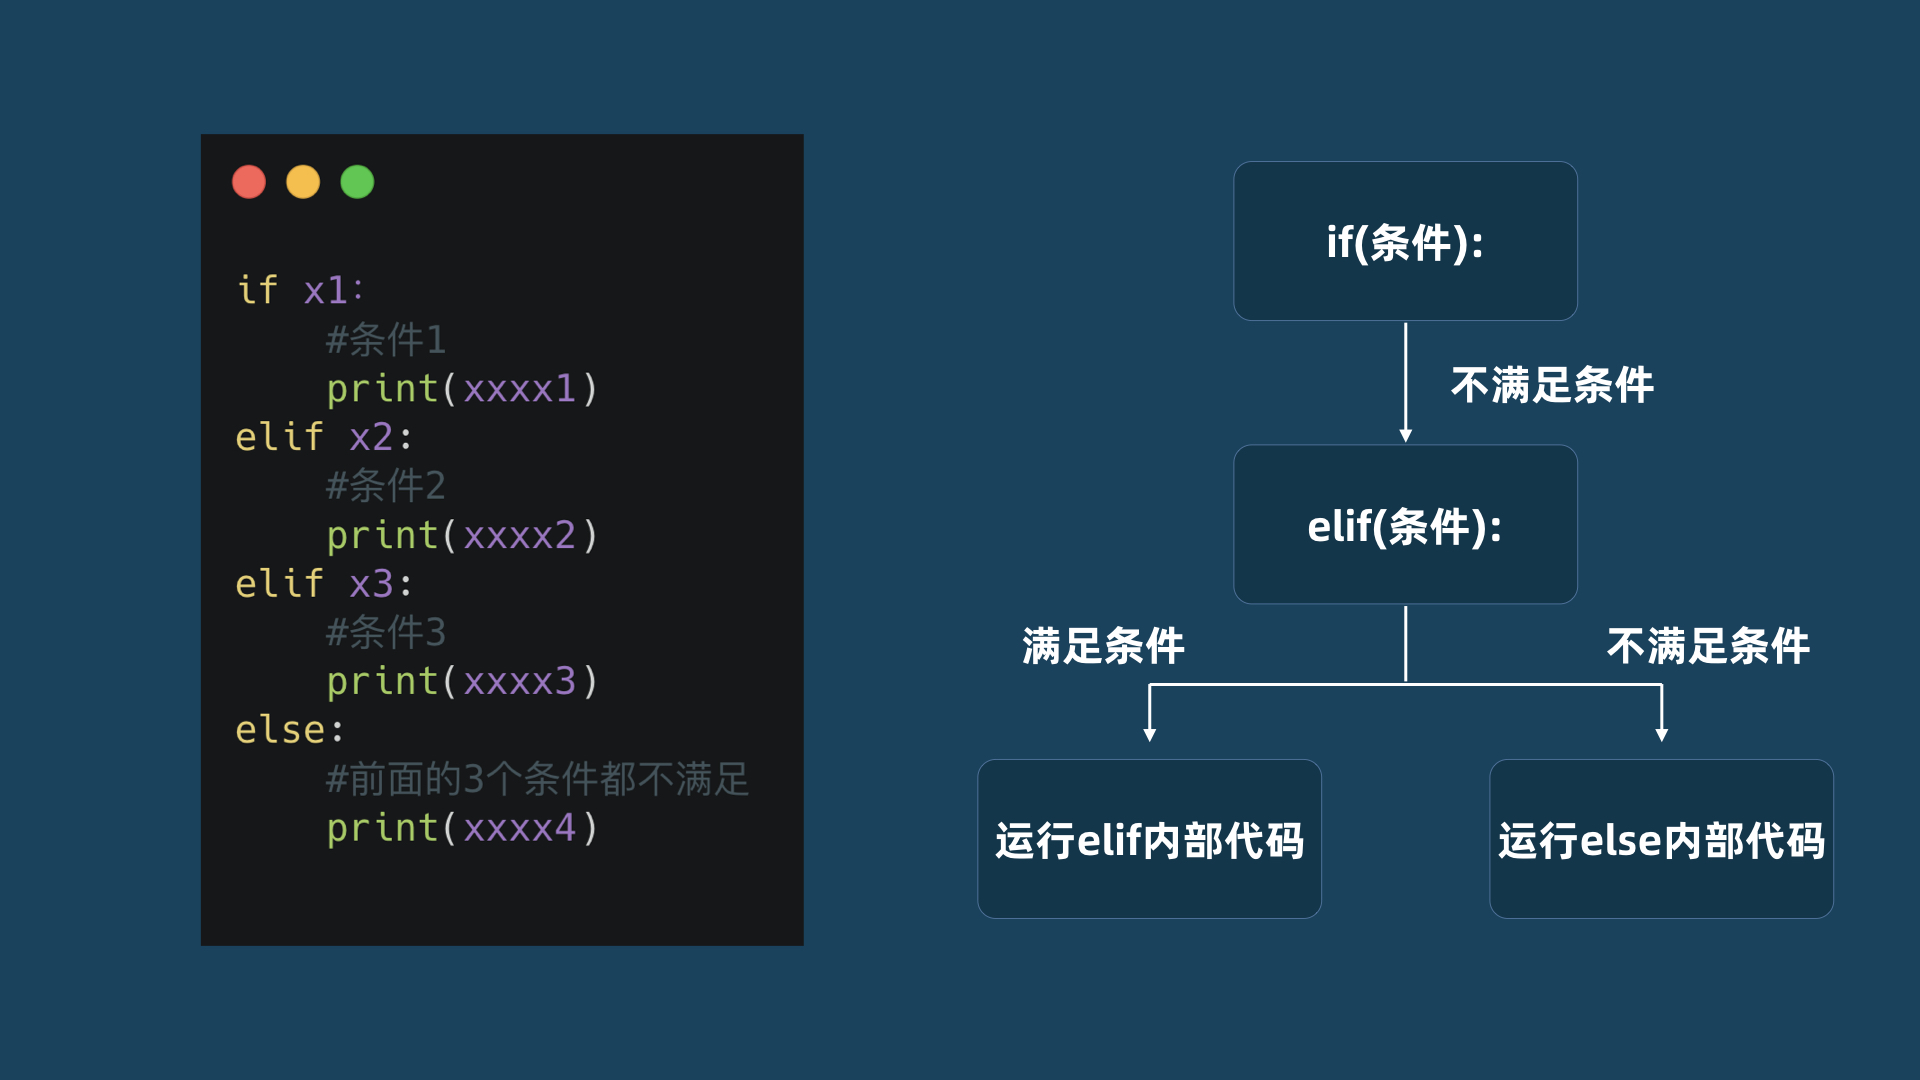 if x1:
    #条件1
    print(xxxx1)
elif x2:
    #条件2
    print(xxxx2)
elif x3:
    #条件3
    print(xxxx3)
else:
    #前面的3个条件都不满足
    print(xxxx4)
if(条件):
不满足条件
elif(条件):
满足条件
不满足条件
运行elif内部代码
运行else内部代码